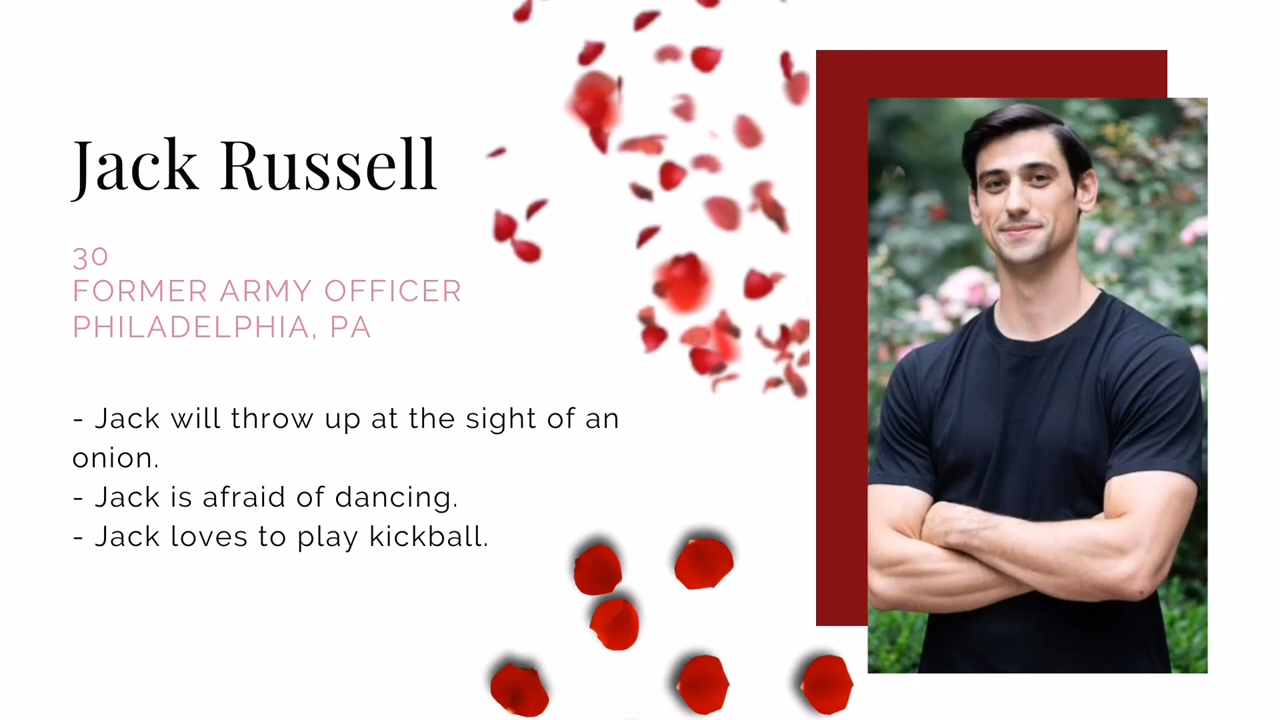 Jack Russell
30
FORMER ARMY OFFICER
PHILADELPHIA, PA
- Jack will throw up at the sight of an
onion.
- Jack is afraid of dancing.
- Jack loves to play kickball.